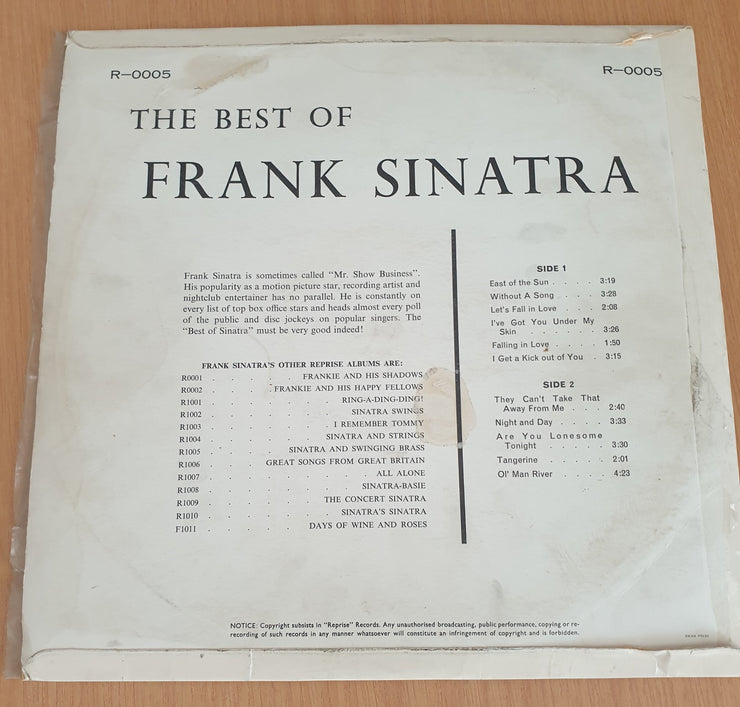 R—0005
R—0005
THE BEST OF
FRANK SINATRA
Frank Sinatra is sometimes called "Mr. Show Business".
His popularity as a motion picture star, recording artist and
nightclub entertainer has no parallel. He is constantly on
every list of top box office stars and heads almost every poll
of the public and disc jockeys on popular singers. The
"Best of Sinatra" must be very good indeed!
FRANK SINATRA'S OTHER REPRISE ALBUMS ARE:
R0001 . . . . . FRANKIE AND HIS SHADOWS
R0002 . . . . FRANKIE AND HIS HAPPY FELLOWS
R1001 . . . . . . RING-A-DING-DING!
R1002 . . . . . . SINATRA SWINGS
R1003 . . . . . . I REMEMBER TOMMY
R1004 . . . . . SINATRA AND STRINGS
R1005 . . . . SINATRA AND SWINGING BRASS
R1006 . . . GREAT SONGS FROM GREAT BRITAIN
R1007 . . . . . . . ALL ALONE
R1008 . . . . . . SINATRA-BASIE
R1009 . . . . . THE CONCERT SINATRA
R1010 . . . . . . SINATRA'S SINATRA
F1011 . . . . DAYS OF WINE AND ROSES
SIDE 1
East of the Sun . . . . 3:19
Without A Song . . . . 3:28
Let's Fall in Love . . . 2:08
I've Got You Under My
Skin . . . . . . 3:26
Falling in Love . . . . 1:50
I Get a Kick out of You . 3:15
SIDE 2
They Can't Take That
Away From Me . . . 2:40
Night and Day . . . . 3:33
Are You Lonesome
Tonight . . . . . 3:30
Tangerine . . . . . 2:01
Ol' Man River . . . . 4:23
NOTICE: Copyright subsists in "Reprise" Records. Any unauthorised broadcasting, public performance, copying or re-
recording of such records in any manner whatsoever will constitute an infringement of copyright and is forbidden.